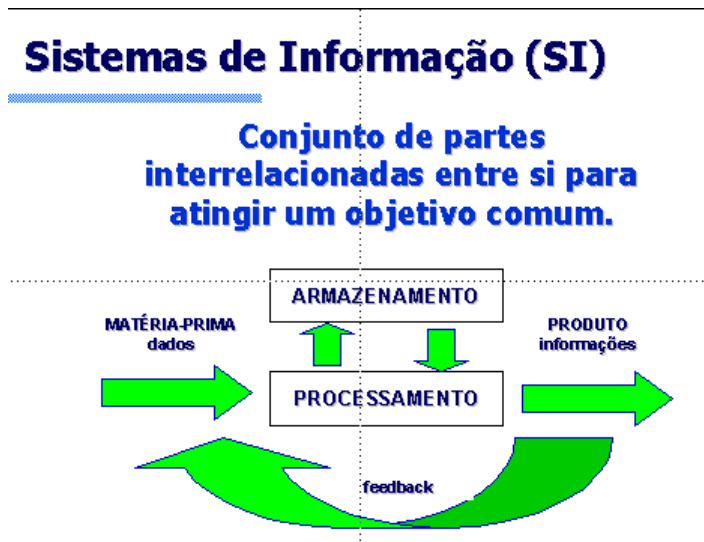 Sistemas de Informação (SI)
Conjunto de partes
interrelacionadas entre si para
atingir um objetivo comum.
ARMAZENAMENTO
MATÉRIA-PRIMA
dados
PRODUTO
informações
PROCESSAMENTO
feedback